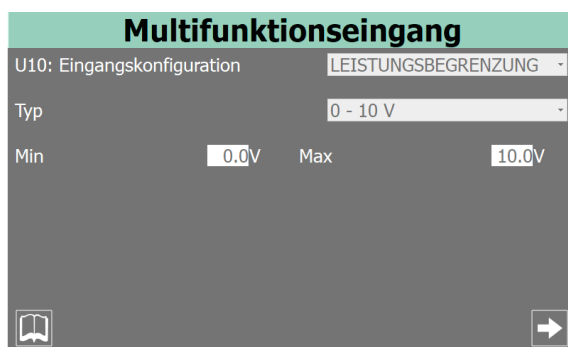 Multifunktionseingang
U10: Eingangskonfiguration LEISTUNGSBEGRENZUNG
Typ 0 - 10 V
Min 0.0V Max 10.0V